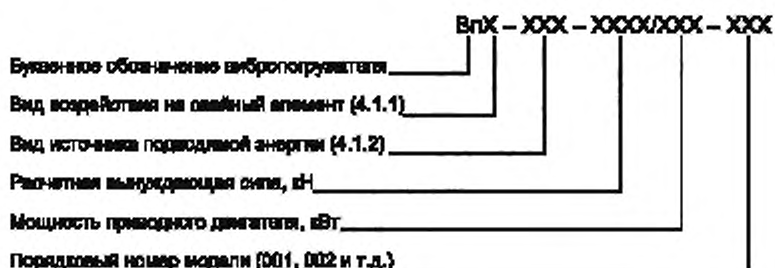 ВпХ – ХХХ – ХХХХ/ХХХ – ХХХ
Буквенное обозначение вибропогружателя
Вид воздействия на свайный элемент (4.1.1)
Вид источника подводимой энергии (4.1.2)
Расчетная вынуждающая сила, кН
Мощность приводного двигателя, кВт
Порядковый номер модели (001, 002 и т.д.)